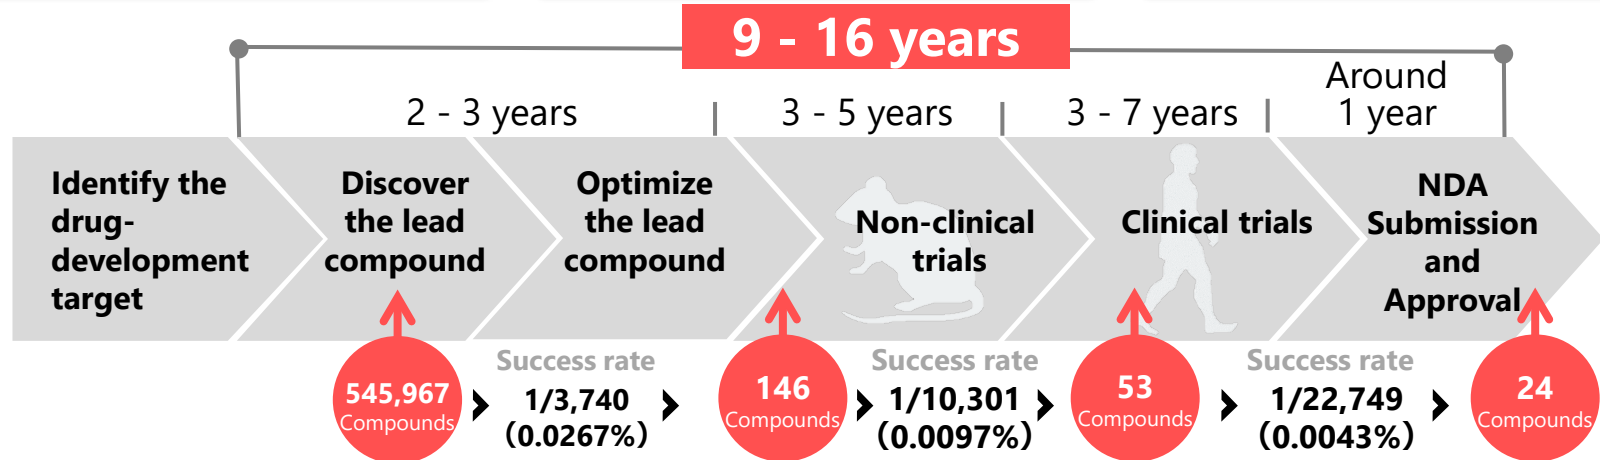 9 - 16 years
2 - 3 years
3 - 5 years
3 - 7 years
Around
1 year
Identify the
drug-
development
target
Discover
the lead
compound
Optimize
the lead
compound
Non-clinical
trials
Clinical trials
NDA
Submission
and
Approval
545,967
Compounds
Success rate
1/3,740
(0.0267%)
146
Compounds
Success rate
1/10,301
(0.0097%)
53
Compounds
Success rate
1/22,749
(0.0043%)
24
Compounds